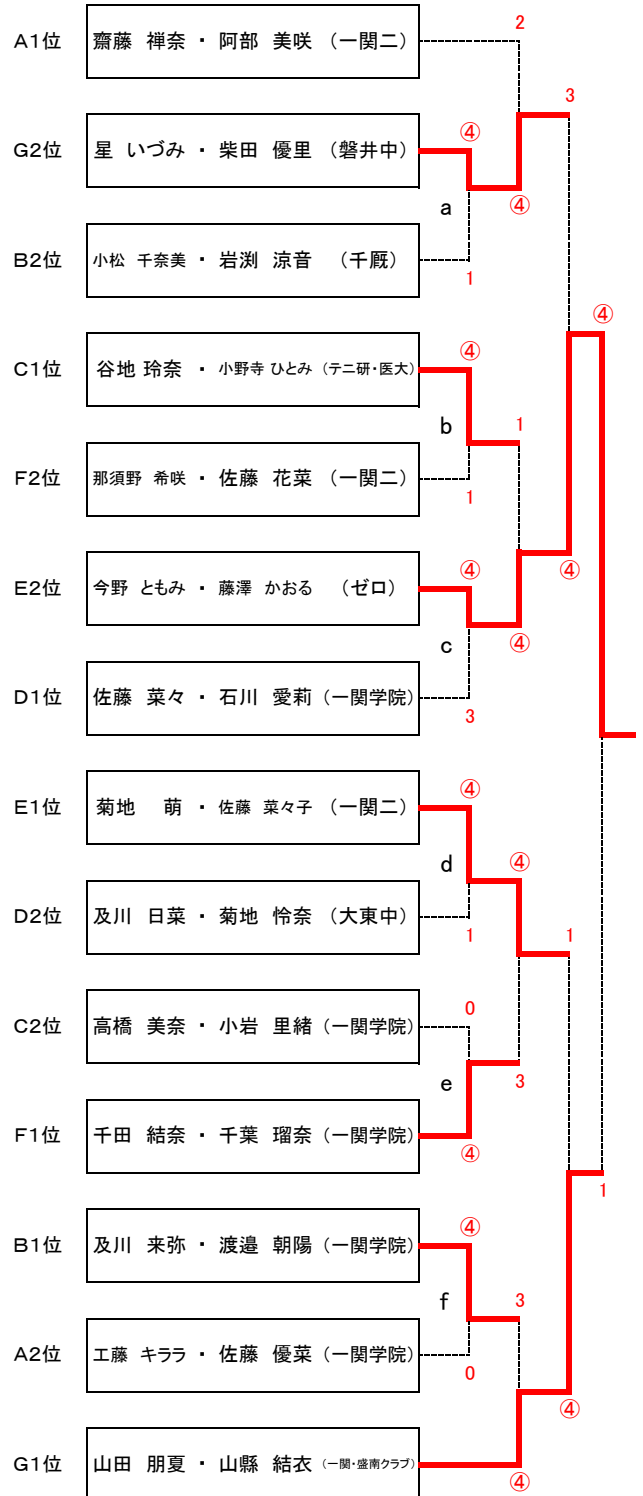 2
A1位 齋藤 禅奈 ・ 阿部 美咲 (一関二)
3
④
G2位 星 いづみ ・ 柴田 優里 (磐井中)
a ④
B2位 小松 千奈美 ・ 岩渕 涼音 (千厩)
1
④
④
C1位 谷地 玲奈 ・ 小野寺 ひとみ (テニ研・医大)
b 1
F2位 那須野 希咲 ・ 佐藤 花菜 (一関二)
1
④ ④
E2位 今野 ともみ ・ 藤澤 かおる (ゼロ)
c ④
D1位 佐藤 菜々 ・ 石川 愛莉 (一関学院)
3
④
E1位 菊地 萌 ・ 佐藤 菜々子 (一関二)
d ④
D2位 及川 日菜 ・ 菊地 怜奈 (大東中)
1 1
0
C2位 高橋 美奈 ・ 小岩 里緒 (一関学院)
e 3
F1位 千田 結奈 ・ 千葉 瑠奈 (一関学院)
④
1
④
B1位 及川 来弥 ・ 渡邉 朝陽 (一関学院)
f 3
A2位 工藤 キララ ・ 佐藤 優菜 (一関学院)
0
④
G1位 山田 朋夏 ・ 山縣 結衣 (一関・盛南クラブ)
④